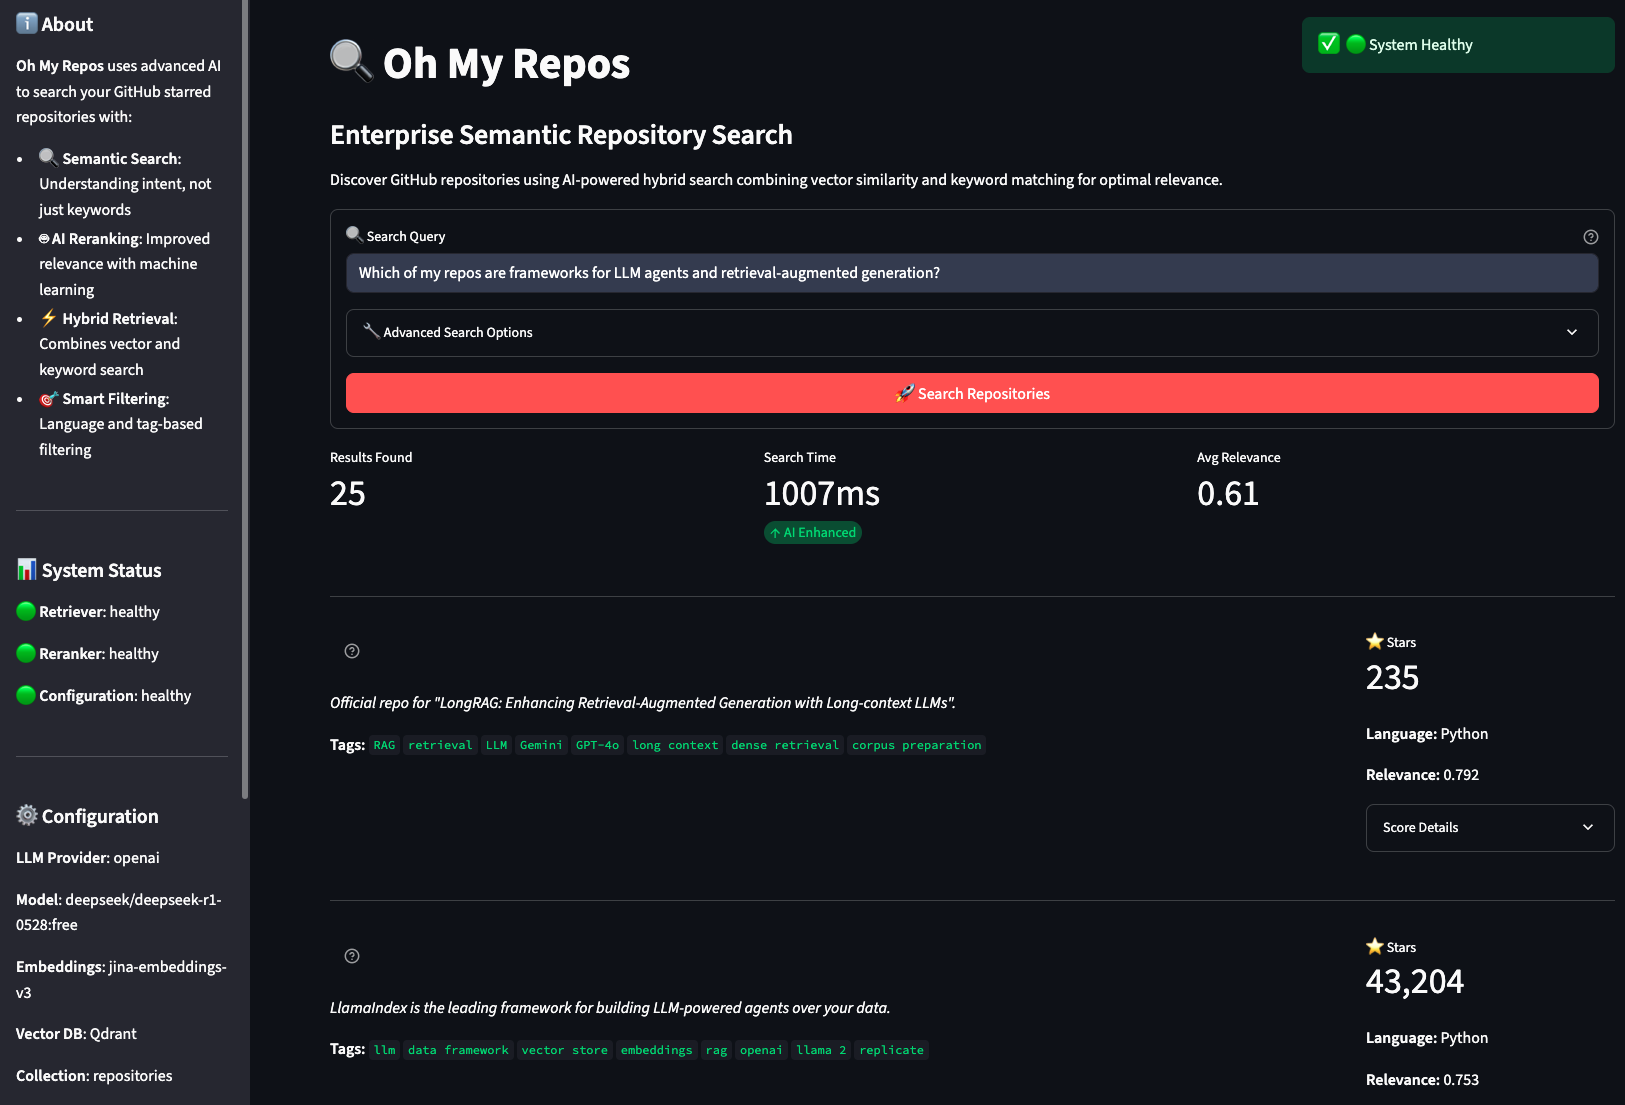 About
Oh My Repos uses advanced AI
to search your GitHub starred
repositories with:
Semantic Search:
Understanding intent, not
just keywords
AI Reranking: Improved
relevance with machine
learning
Hybrid Retrieval:
Combines vector and
keyword search
Smart Filtering:
Language and tag-based
filtering
System Status
Retriever: healthy
Reranker: healthy
Configuration: healthy
Configuration
LLM Provider: openai
Model: deepseek/deepseek-r1-
0528:free
Embeddings: jina-embeddings-
v3
Vector DB: Qdrant
Collection: repositories
Oh My Repos
System Healthy
Enterprise Semantic Repository Search
Discover GitHub repositories using AI-powered hybrid search combining vector similarity and keyword matching for optimal relevance.
Search Query
Which of my repos are frameworks for LLM agents and retrieval-augmented generation?
Advanced Search Options
Search Repositories
Results Found
25
Search Time
1007ms
↑ AI Enhanced
Avg Relevance
0.61
Official repo for "LongRAG: Enhancing Retrieval-Augmented Generation with Long-context LLMs".
Tags: RAG retrieval LLM Gemini GPT-4o long context dense retrieval corpus preparation
Stars
235
Language: Python
Relevance: 0.792
Score Details
LlamaIndex is the leading framework for building LLM-powered agents over your data.
Tags: llm data framework vector store embeddings rag openai llama 2 replicate
Stars
43,204
Language: Python
Relevance: 0.753